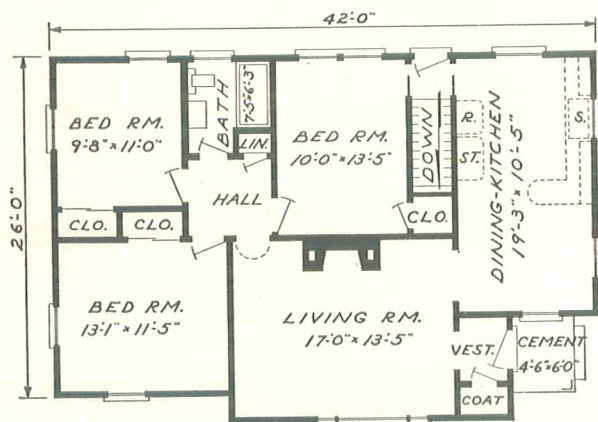 42'-0"
26'-0"
BED RM.
9'-8" x 11'-0"
BATH
7'-5"-6'-3"
LIN.
BED RM.
10'-0" x 13'-5"
DOWN
R.
ST.
S.
DINING-KITCHEN
19'-3" x 10'-5"
HALL
CLO.
CLO.
CLO.
BED RM.
13'-1" x 11'-5"
LIVING RM.
17'-0" x 13'-5"
VEST.
CEMENT
4'-6"x6'-0"
COAT